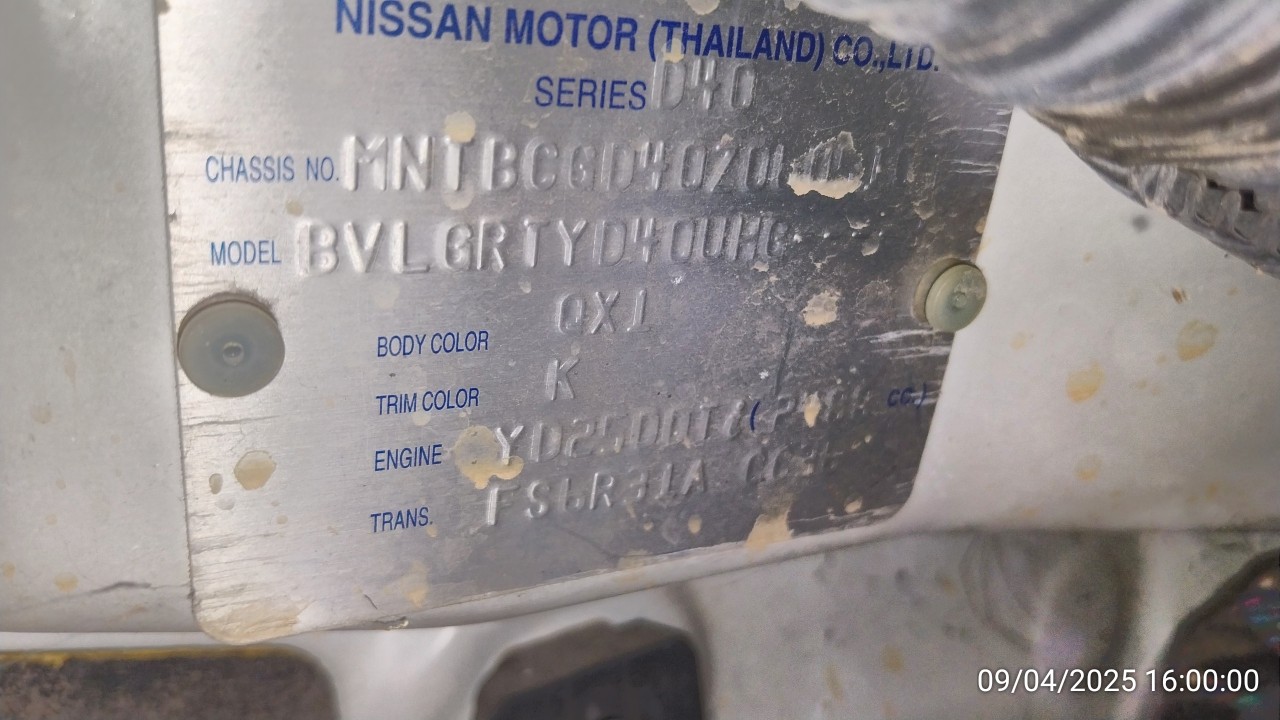 NISSAN MOTOR (THAILAND) CO.,LTD.
SERIES D40
CHASSIS NO.
MODEL BVLGRTYD40UHG
BODY COLOR QX1
TRIM COLOR K
ENGINE
TRANS. FS6R31A
09/04/2025 16:00:00